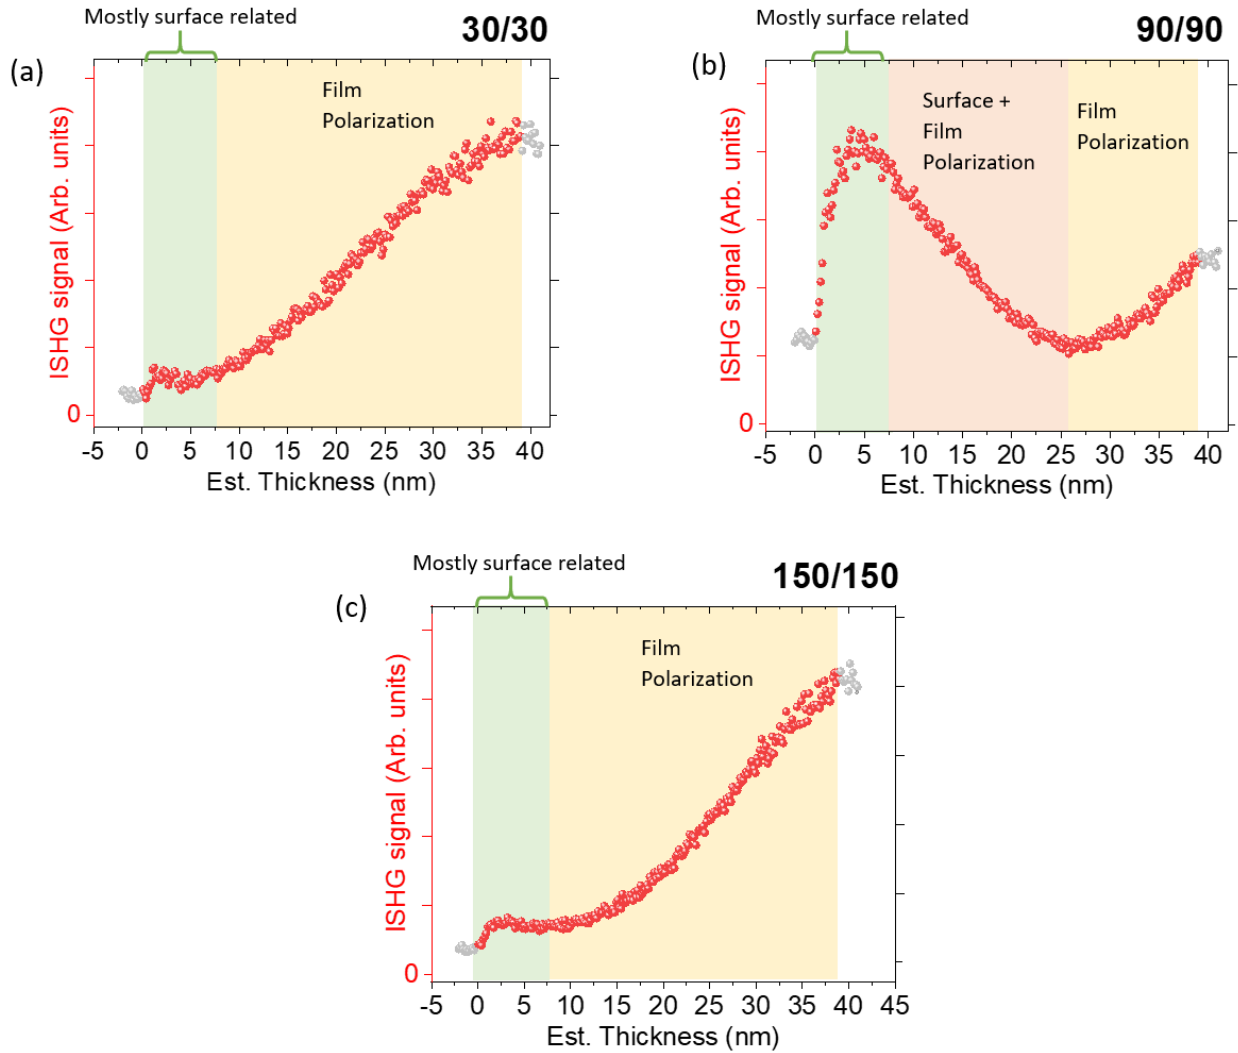 Mostly surface related
30/30
(a)
Film
Polarization
ISHG signal (Arb. units)
0
-5 0 5 10 15 20 25 30 35 40
Est. Thickness (nm)
Mostly surface related
90/90
(b)
Surface +
Film
Polarization
Film
Polarization
ISHG signal (Arb. units)
0
-5 0 5 10 15 20 25 30 35 40
Est. Thickness (nm)
Mostly surface related
150/150
(c)
Film
Polarization
ISHG signal (Arb. units)
0
-5 0 5 10 15 20 25 30 35 40 45
Est. Thickness (nm)